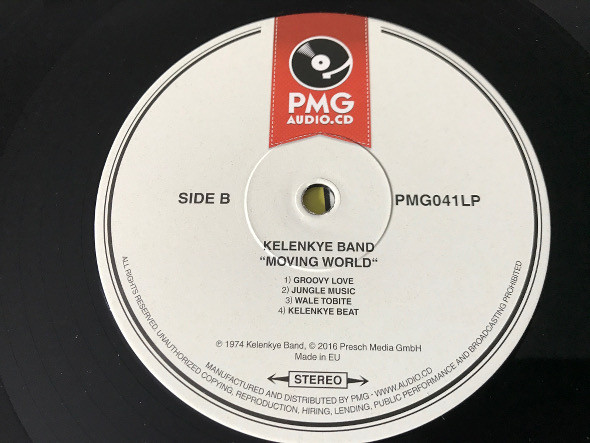 PMG
AUDIO.CD
SIDE B
PMG041LP
KELENKYE BAND
"MOVING WORLD"
1) GROOVY LOVE
2) JUNGLE MUSIC
3) WALE TOBITE
4) KELENKYE BEAT
℗ 1974 Kelenkye Band, © 2016 Presch Media GmbH
Made in EU
STEREO
MANUFACTURED AND DISTRIBUTED BY PMG - WWW.AUDIO.CD
ALL RIGHTS RESERVED. UNAUTHORIZED COPYING, REPRODUCTION, HIRING, LENDING, PUBLIC PERFORMANCE AND BROADCASTING PROHIBITED